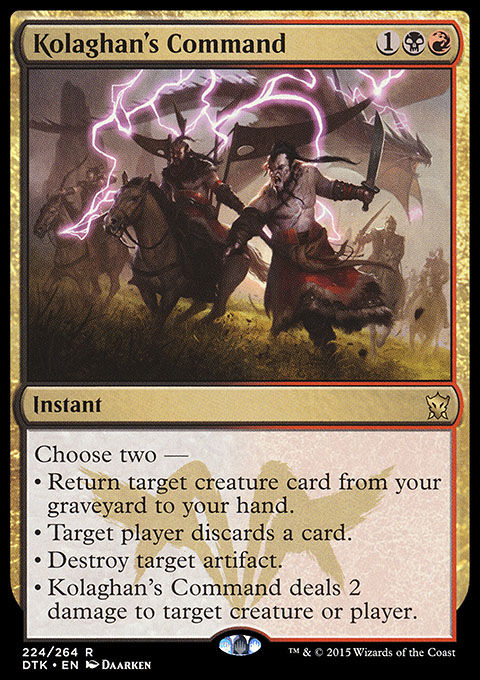 Kolaghan's Command 1
Instant
Choose two —
• Return target creature card from your
graveyard to your hand.
• Target player discards a card.
• Destroy target artifact.
• Kolaghan's Command deals 2
damage to target creature or player.
224/264 R
DTK • EN Daarken ™ & © 2015 Wizards of the Coast